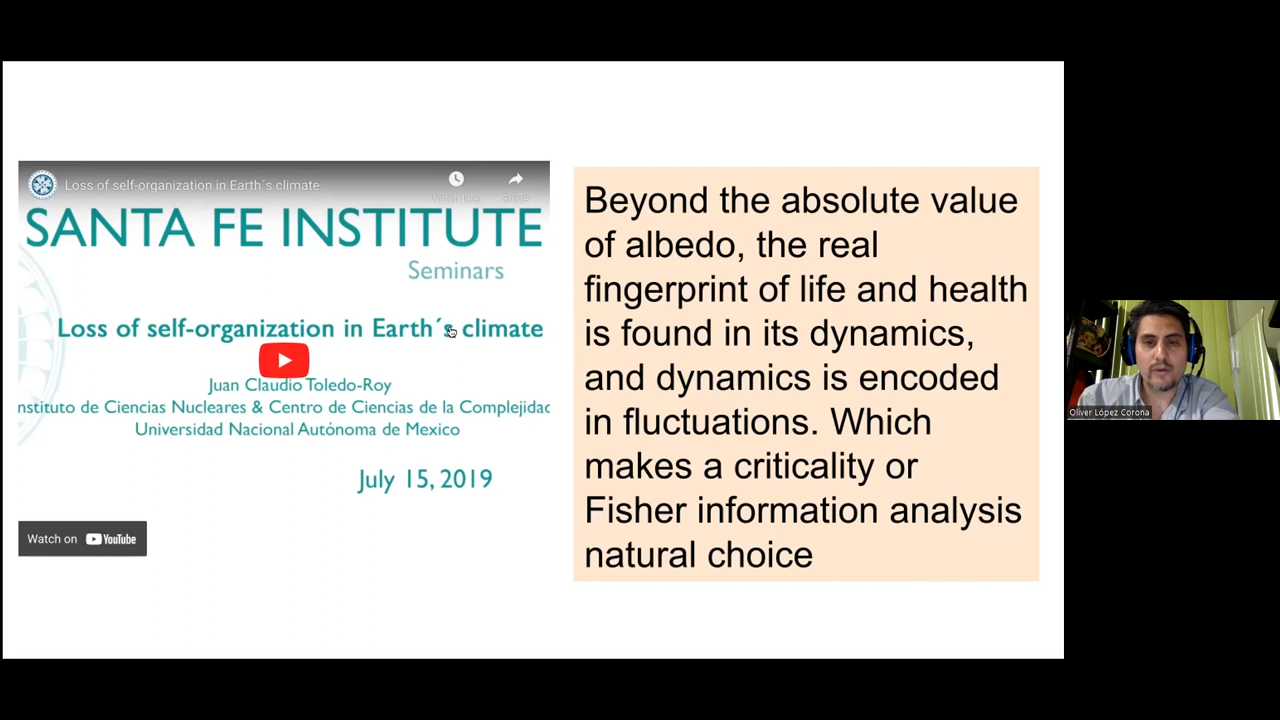 Loss of self-organization in Earth´s climate
Watch later
Share
SANTA FE INSTITUTE
Seminars
Loss of self-organization in Earth´s climate
Juan Claudio Toledo-Roy
nstituto de Ciencias Nucleares & Centro de Ciencias de la Complejidad
Universidad Nacional Autónoma de Mexico
July 15, 2019
Watch on YouTube
Beyond the absolute value
of albedo, the real
fingerprint of life and health
is found in its dynamics,
and dynamics is encoded
in fluctuations. Which
makes a criticality or
Fisher information analysis
natural choice
Oliver López Corona